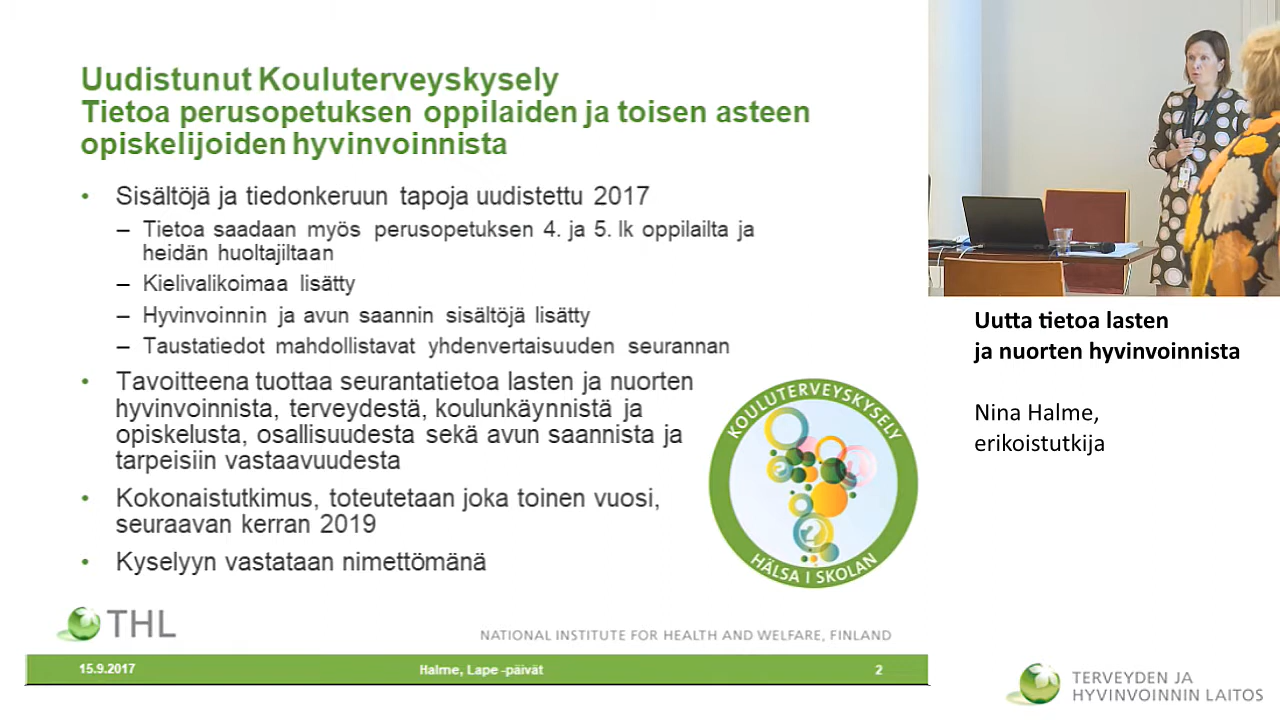 Uudistunut Kouluterveyskysely
Tietoa perusopetuksen oppilaiden ja toisen asteen
opiskelijoiden hyvinvoinnista
• Sisältöjä ja tiedonkeruun tapoja uudistettu 2017
– Tietoa saadaan myös perusopetuksen 4. ja 5. lk oppilailta ja
heidän huoltajiltaan
– Kielivalikoimaa lisätty
– Hyvinvoinnin ja avun saannin sisältöjä lisätty
– Taustatiedot mahdollistavat yhdenvertaisuuden seurannan
• Tavoitteena tuottaa seurantatietoa lasten ja nuorten
hyvinvoinnista, terveydestä, koulunkäynnistä ja
opiskelusta, osallisuudesta sekä avun saannista ja
tarpeisiin vastaavuudesta
• Kokonaistutkimus, toteutetaan joka toinen vuosi,
seuraavan kerran 2019
• Kyselyyn vastataan nimettömänä
KOULUTERVEYSKYSELY
HÄLSA I SKOLAN
THL
NATIONAL INSTITUTE FOR HEALTH AND WELFARE, FINLAND
15.9.2017 Halme, Lape -päivät 2
Uutta tietoa lasten
ja nuorten hyvinvoinnista
Nina Halme,
erikoistutkija
TERVEYDEN JA
HYVINVOINNIN LAITOS